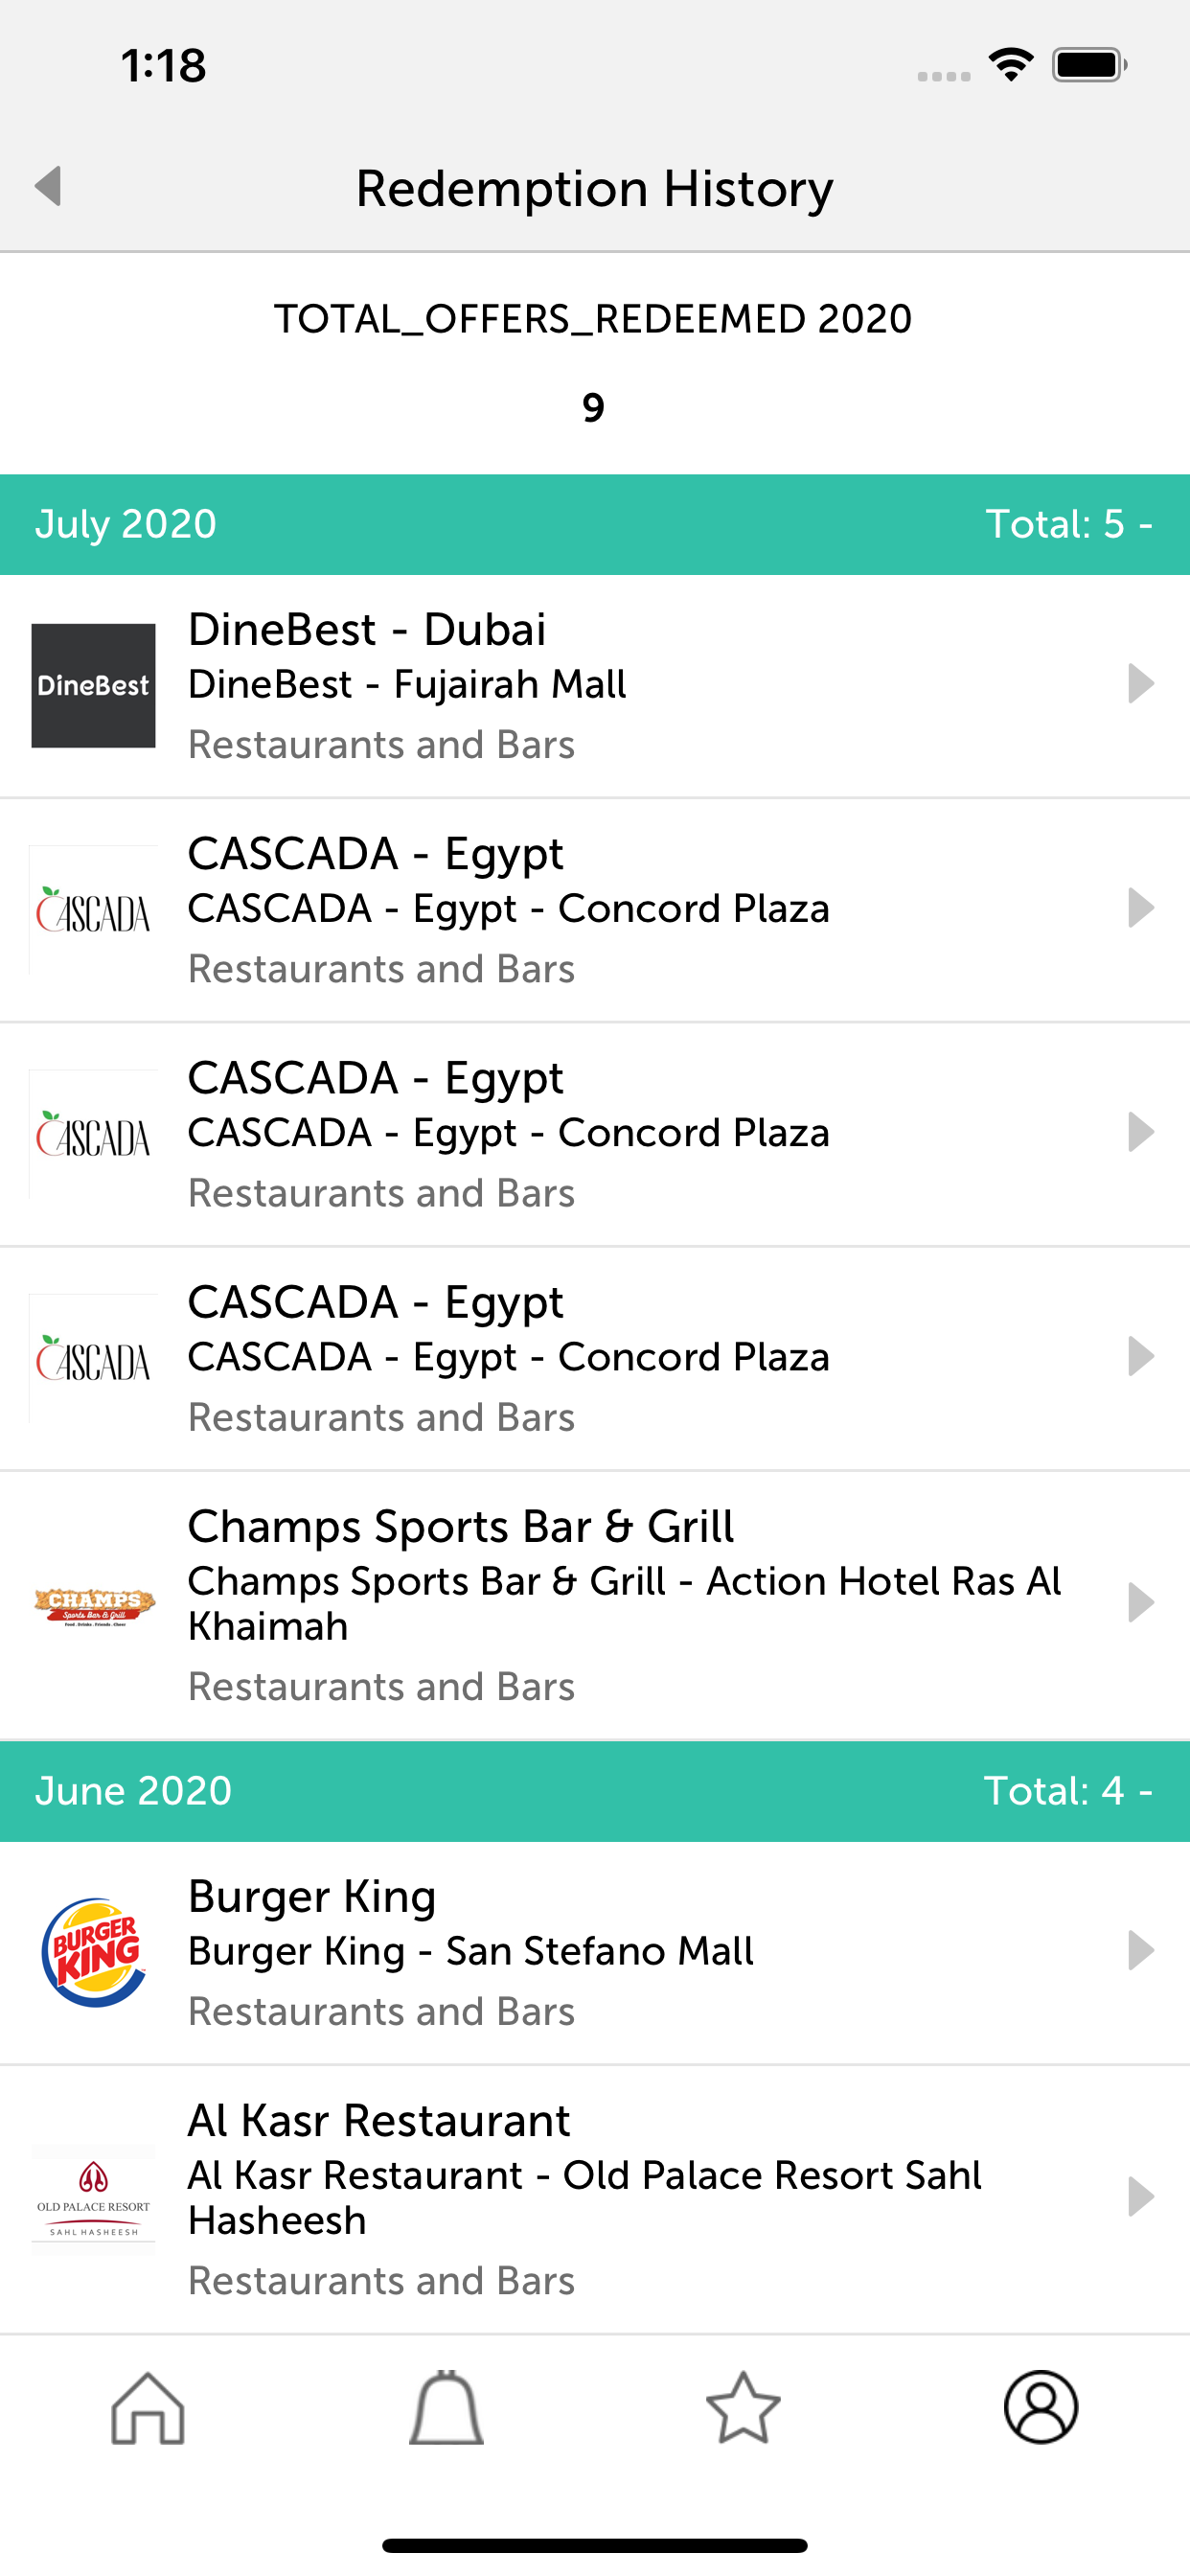 1:18
Redemption History
TOTAL_OFFERS_REDEEMED 2020
9
July 2020 Total: 5 -
DineBest
DineBest - Dubai
DineBest - Fujairah Mall
Restaurants and Bars
CASCADA
CASCADA - Egypt
CASCADA - Egypt - Concord Plaza
Restaurants and Bars
CASCADA
CASCADA - Egypt
CASCADA - Egypt - Concord Plaza
Restaurants and Bars
CASCADA
CASCADA - Egypt
CASCADA - Egypt - Concord Plaza
Restaurants and Bars
CHAMPS
Sports Bar & Grill
Food . Drinks . Friends . Cheer
Champs Sports Bar & Grill
Champs Sports Bar & Grill - Action Hotel Ras Al
Khaimah
Restaurants and Bars
June 2020 Total: 4 -
BURGER
KING
Burger King
Burger King - San Stefano Mall
Restaurants and Bars
OLD PALACE RESORT
SAHL HASHEESH
Al Kasr Restaurant
Al Kasr Restaurant - Old Palace Resort Sahl
Hasheesh
Restaurants and Bars